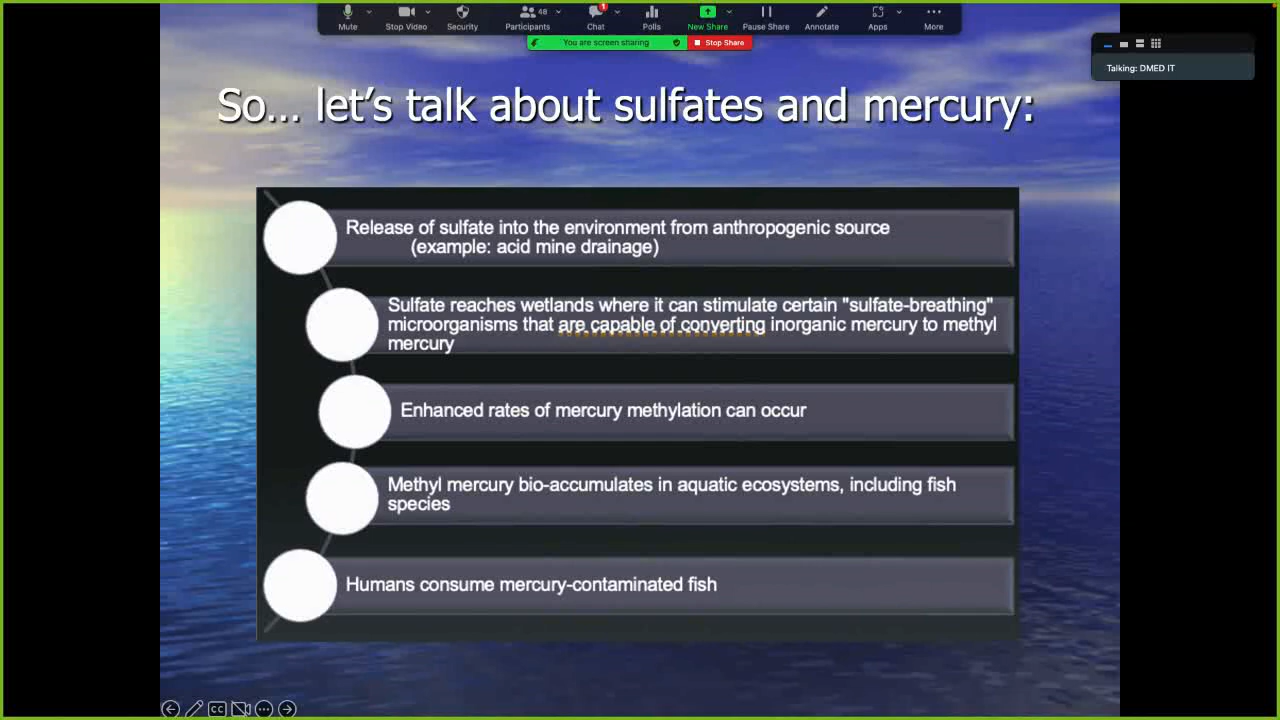 Mute
Stop Video
Security
48
Participants
1
Chat
Polls
New Share
Pause Share
Annotate
Apps
More
You are screen sharing
Stop Share
Talking: DMED IT
So... let's talk about sulfates and mercury:
Release of sulfate into the environment from anthropogenic source
(example: acid mine drainage)
Sulfate reaches wetlands where it can stimulate certain "sulfate-breathing"
microorganisms that are capable of converting inorganic mercury to methyl
mercury
Enhanced rates of mercury methylation can occur
Methyl mercury bio-accumulates in aquatic ecosystems, including fish
species
Humans consume mercury-contaminated fish
CC